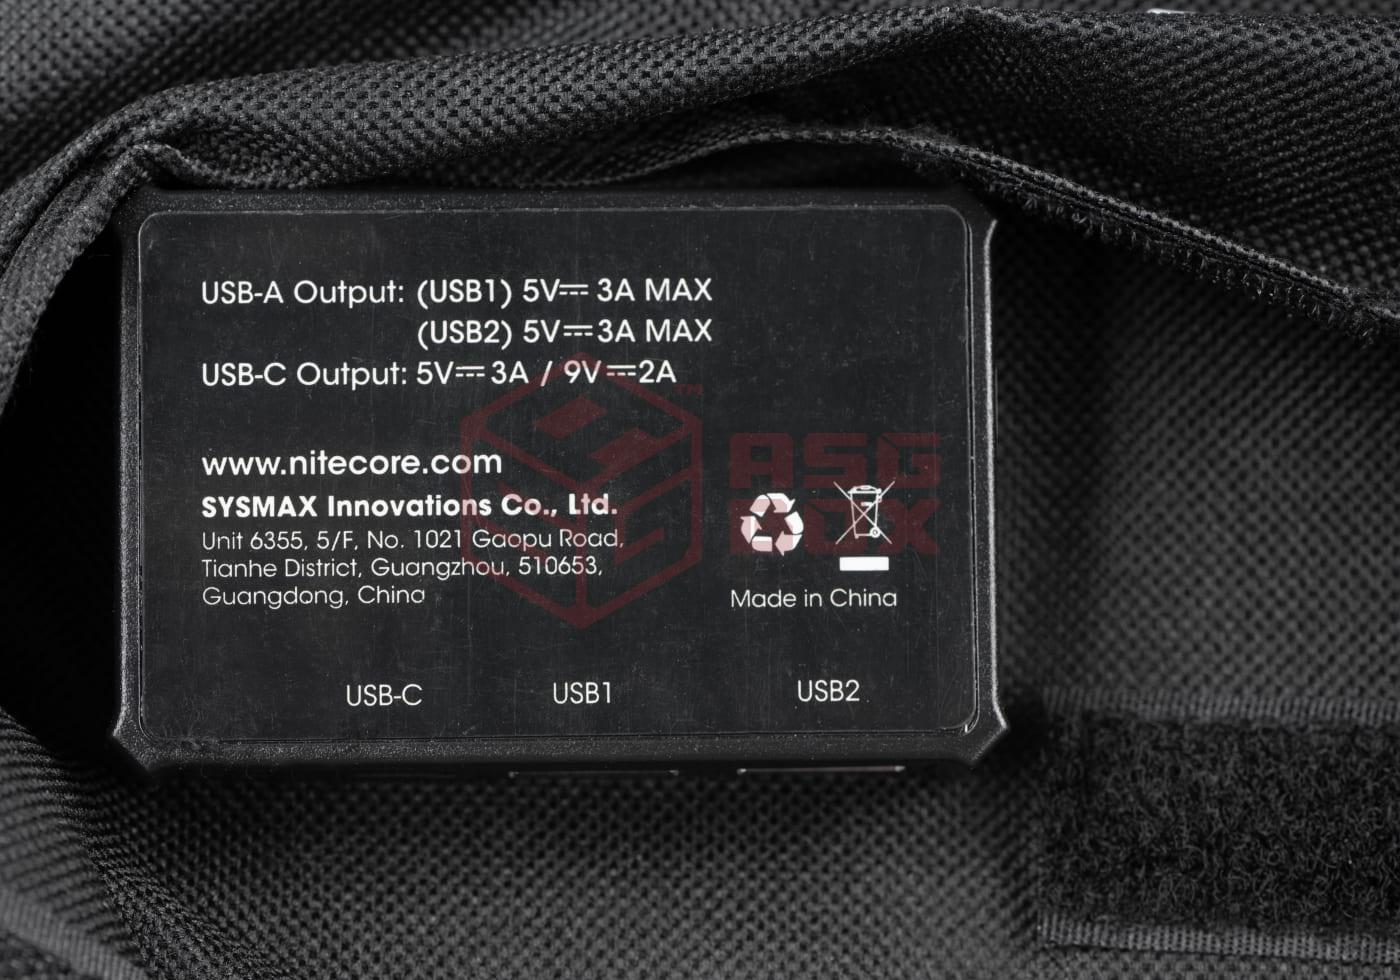 USB-A Output: (USB1) 5V⎓ 3A MAX
(USB2) 5V⎓ 3A MAX
USB-C Output: 5V⎓ 3A / 9V⎓2A
www.nitecore.com
SYSMAX Innovations Co., Ltd.
Unit 6355, 5/F, No. 1021 Gaopu Road,
Tianhe District, Guangzhou, 510653,
Guangdong, China
ASG
BOX
TM
Made in China
USB-C USB1 USB2